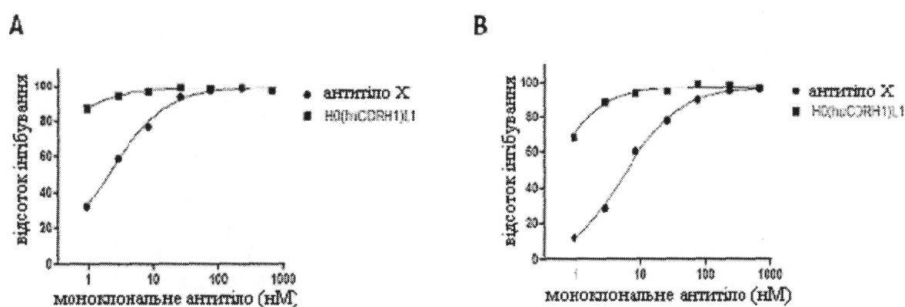 A
відсоток інгібування
100
80
60
40
20
0
1
10
100
1000
моноклональне антитіло (нМ)
антитіло X
H0(huCDRH1)L1
B
відсоток інгібування
100
80
60
40
20
0
1
10
100
1000
моноклональне антитіло (нМ)
антитіло X
H0(huCDRH1)L1